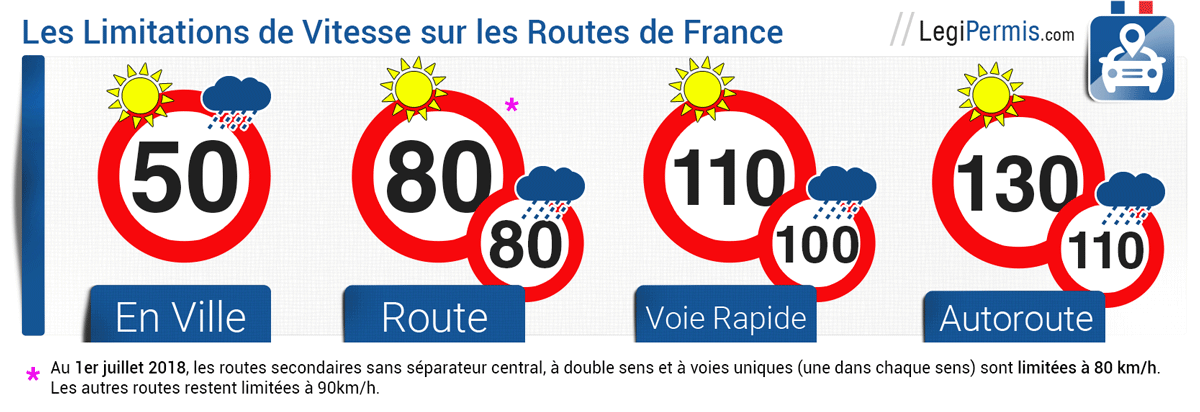 Les Limitations de Vitesse sur les Routes de France
// LegiPermis.com
50
80
*
80
110
100
130
110
En Ville
Route
Voie Rapide
Autoroute
* Au 1er juillet 2018, les routes secondaires sans séparateur central, à double sens et à voies uniques (une dans chaque sens) sont limitées à 80 km/h.
Les autres routes restent limitées à 90km/h.